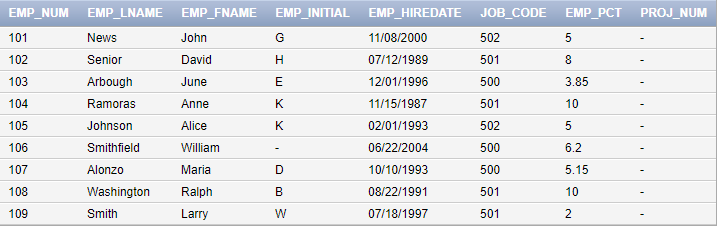 EMP_NUM EMP_LNAME EMP_FNAME EMP_INITIAL EMP_HIREDATE JOB_CODE EMP_PCT PROJ_NUM
101 News John G 11/08/2000 502 5 -
102 Senior David H 07/12/1989 501 8 -
103 Arbough June E 12/01/1996 500 3.85 -
104 Ramoras Anne K 11/15/1987 501 10 -
105 Johnson Alice K 02/01/1993 502 5 -
106 Smithfield William - 06/22/2004 500 6.2 -
107 Alonzo Maria D 10/10/1993 500 5.15 -
108 Washington Ralph B 08/22/1991 501 10 -
109 Smith Larry W 07/18/1997 501 2 -